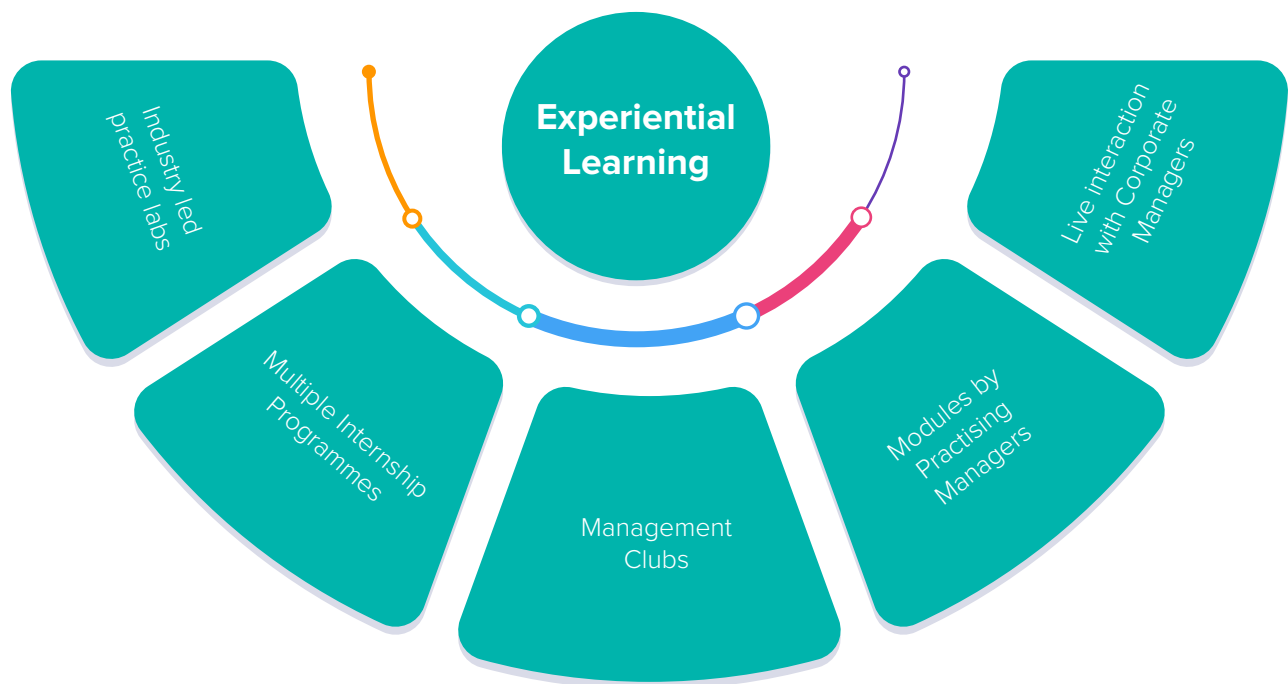 Experiential
Learning
Industry led
practice labs
Multiple Internship
Programmes
Management
Clubs
Modules by
Practising
Managers
Live interaction
with Corporate
Managers